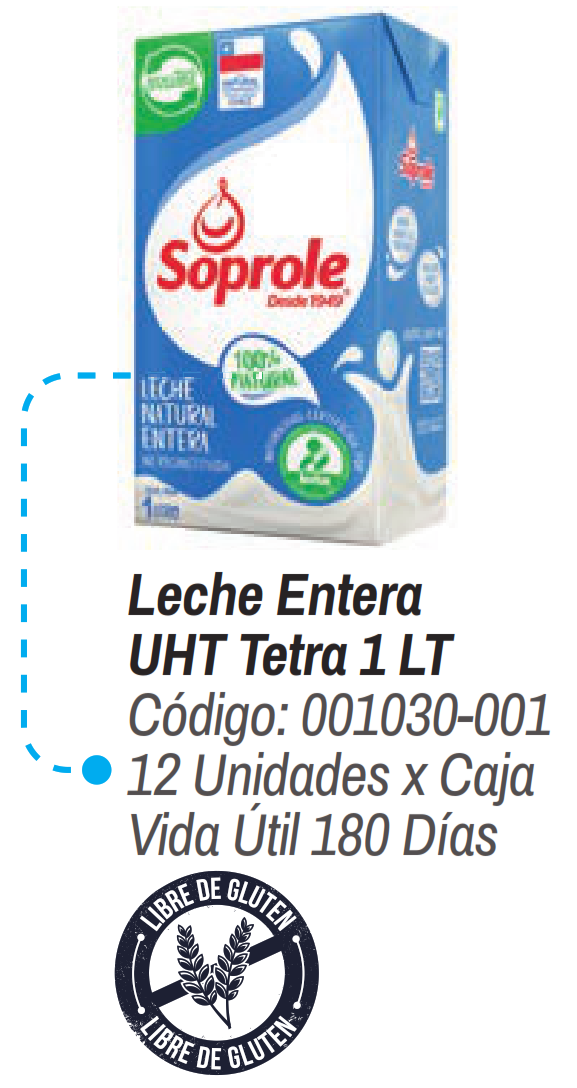 Soprole
Desde 1949
100%
NATURAL
LECHE
NATURAL
ENTERA
Soprole
Leche Entera
UHT Tetra 1 LT
Código: 001030-001
12 Unidades x Caja
Vida Útil 180 Días
LIBRE DE GLUTEN
LIBRE DE GLUTEN